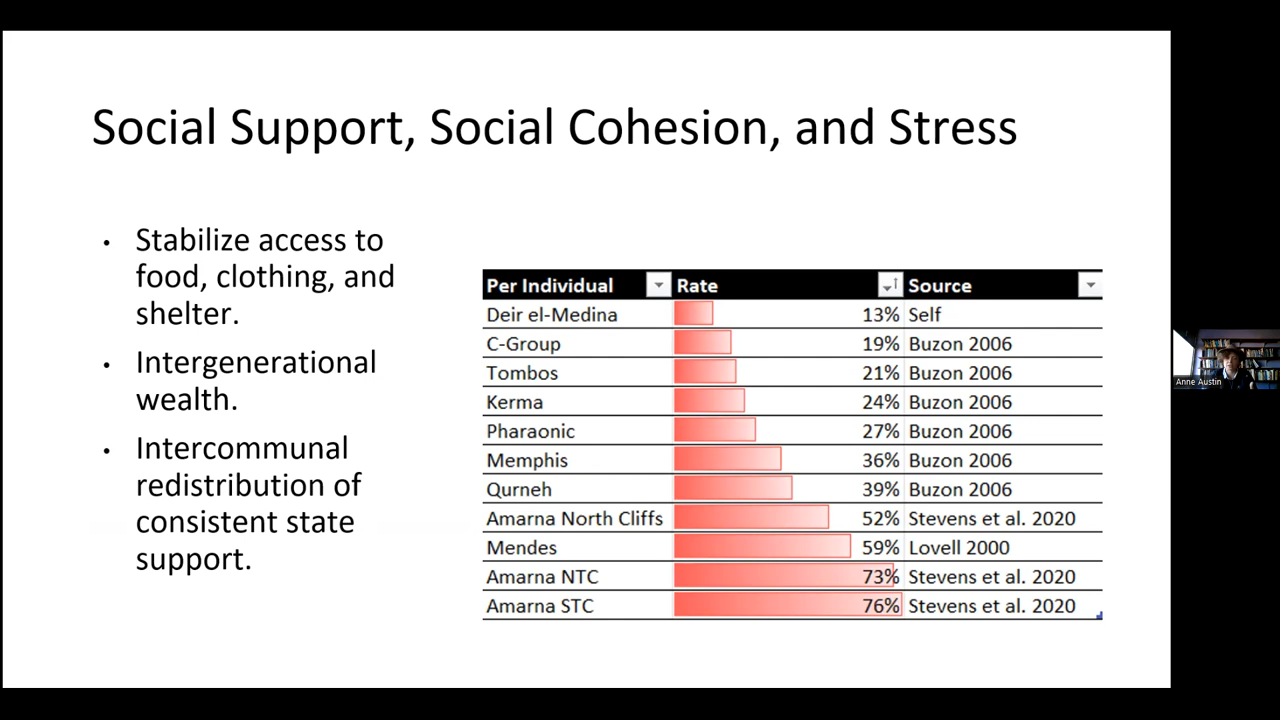 Social Support, Social Cohesion, and Stress
• Stabilize access to
food, clothing, and
shelter.
• Intergenerational
wealth.
• Intercommunal
redistribution of
consistent state
support.
Per Individual Rate Source
Deir el-Medina 13% Self
C-Group 19% Buzon 2006
Tombos 21% Buzon 2006
Kerma 24% Buzon 2006
Pharaonic 27% Buzon 2006
Memphis 36% Buzon 2006
Qurneh 39% Buzon 2006
Amarna North Cliffs 52% Stevens et al. 2020
Mendes 59% Lovell 2000
Amarna NTC 73% Stevens et al. 2020
Amarna STC 76% Stevens et al. 2020
Anne Austin